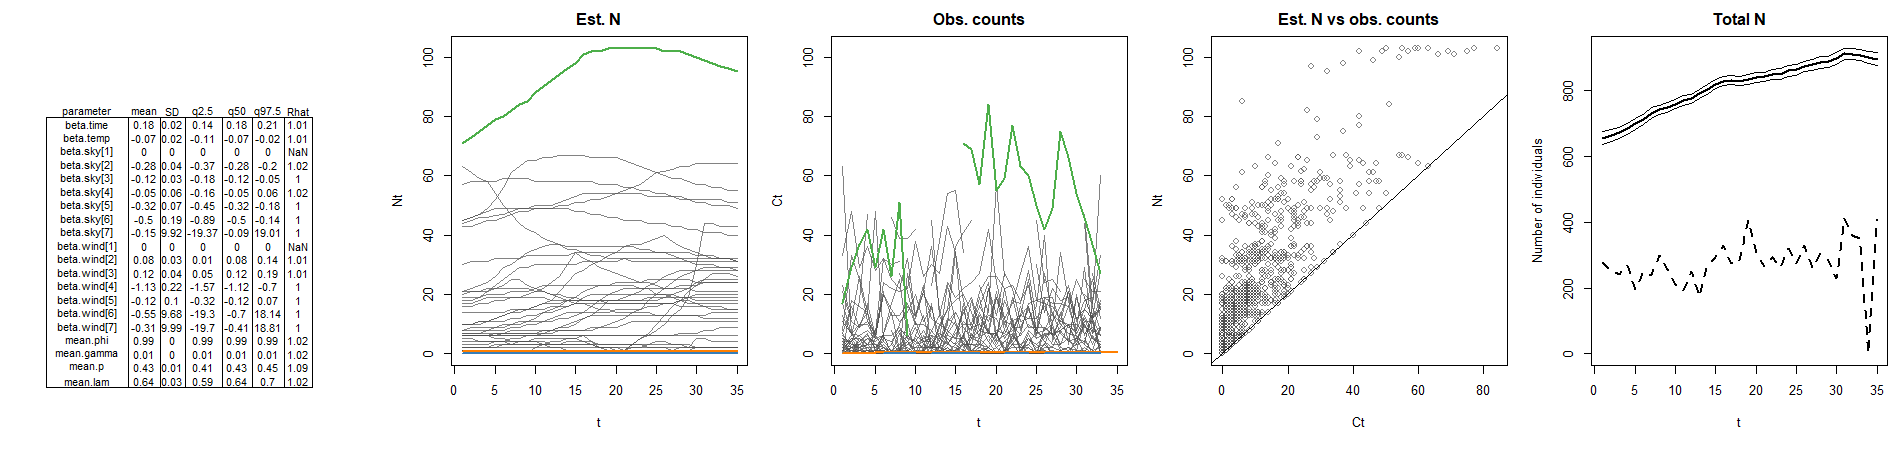 parameter mean SD q2.5 q50 q97.5 Rhat
beta.time 0.18 0.02 0.14 0.18 0.21 1.01
beta.temp -0.07 0.02 -0.11 -0.07 -0.02 1.01
beta.sky[1] 0 0 0 0 0 NaN
beta.sky[2] -0.28 0.04 -0.37 -0.28 -0.2 1.02
beta.sky[3] -0.12 0.03 -0.18 -0.12 -0.05 1
beta.sky[4] -0.05 0.06 -0.16 -0.05 0.06 1.02
beta.sky[5] -0.32 0.07 -0.45 -0.32 -0.18 1
beta.sky[6] -0.5 0.19 -0.89 -0.5 -0.14 1
beta.sky[7] -0.15 9.92 -19.37 -0.09 19.01 1
beta.wind[1] 0 0 0 0 0 NaN
beta.wind[2] 0.08 0.03 0.01 0.08 0.14 1.01
beta.wind[3] 0.12 0.04 0.05 0.12 0.19 1.01
beta.wind[4] -1.13 0.22 -1.57 -1.12 -0.7 1
beta.wind[5] -0.12 0.1 -0.32 -0.12 0.07 1
beta.wind[6] -0.55 9.68 -19.3 -0.7 18.14 1
beta.wind[7] -0.31 9.99 -19.7 -0.41 18.81 1
mean.phi 0.99 0 0.99 0.99 0.99 1.02
mean.gamma 0.01 0 0.01 0.01 0.01 1.02
mean.p 0.43 0.01 0.41 0.43 0.45 1.09
mean.lam 0.64 0.03 0.59 0.64 0.7 1.02
Est. N
Nt
100
80
60
40
20
0
0 5 10 15 20 25 30 35
t
Obs. counts
Ct
100
80
60
40
20
0
0 5 10 15 20 25 30 35
t
Est. N vs obs. counts
Nt
100
80
60
40
20
0
0 20 40 60 80
Ct
Total N
Number of individuals
800
600
400
200
0
0 5 10 15 20 25 30 35
t